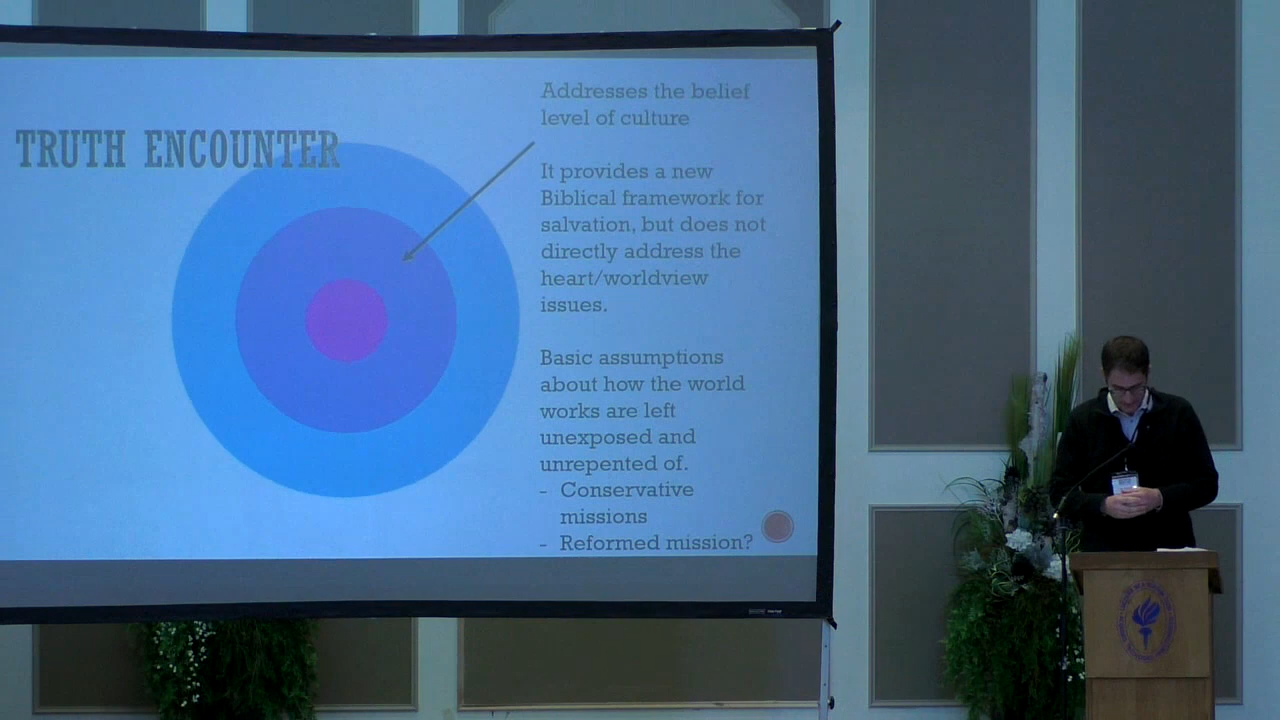 TRUTH ENCOUNTER
Addresses the belief
level of culture
It provides a new
Biblical framework for
salvation, but does not
directly address the
heart/worldview
issues.
Basic assumptions
about how the world
works are left
unexposed and
unrepented of.
- Conservative
missions
- Reformed mission?